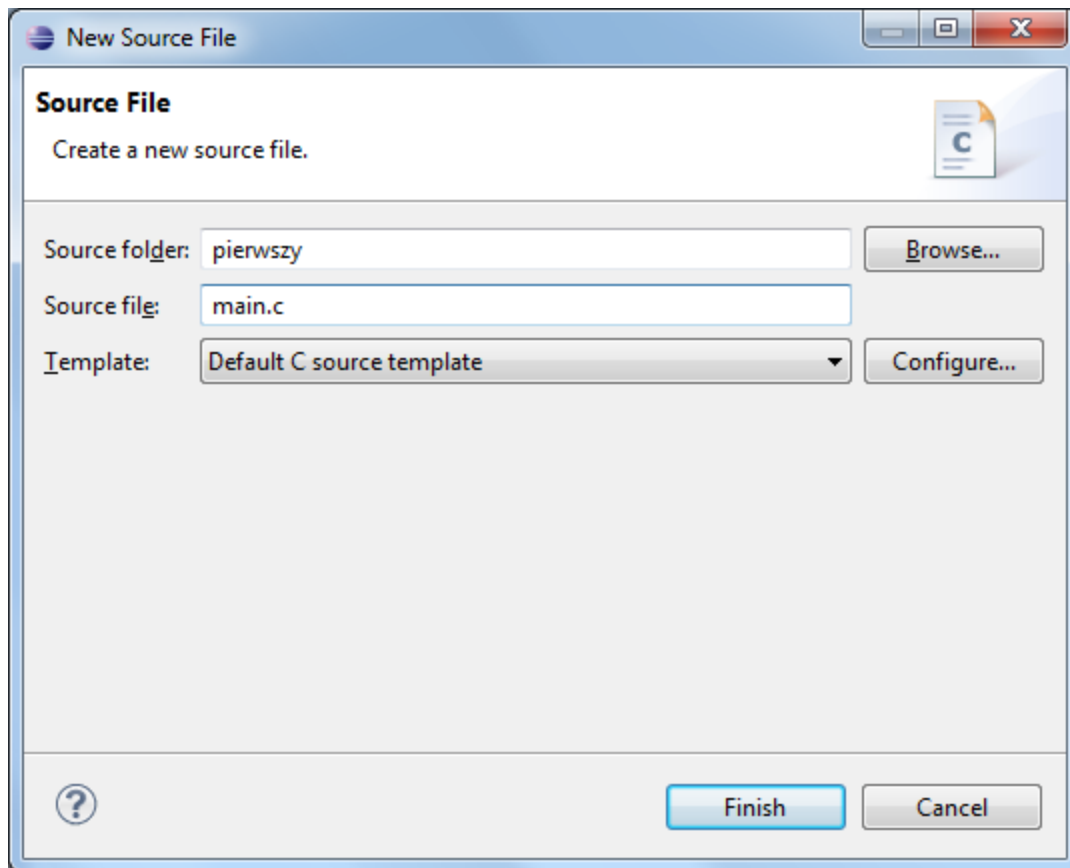 New Source File
Source File
Create a new source file.
C
Source folder: pierwszy Browse...
Source file: main.c
Template: Default C source template Configure...
?
Finish Cancel